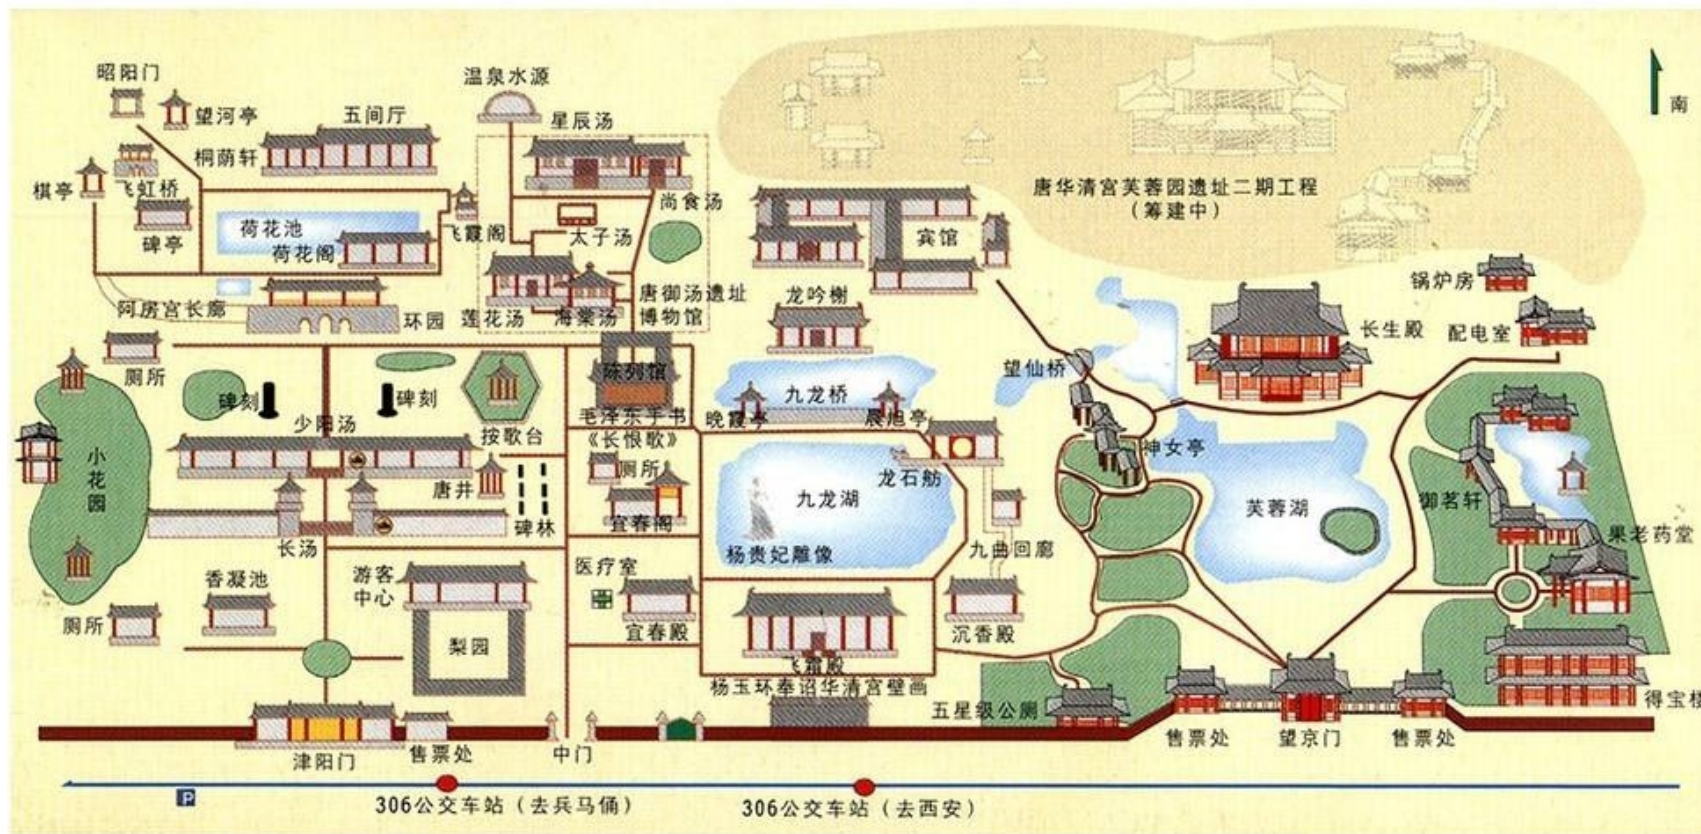 昭阳门
望河亭
五间厅
桐荫轩
棋亭
飞虹桥
碑亭
荷花池
荷花阁
飞霞阁
阿房宫长廊
环园
温泉水源
星辰汤
尚食汤
太子汤
莲花汤
海棠汤
唐御汤遗址
博物馆
唐华清宫芙蓉园遗址二期工程
（筹建中）
南
宾馆
龙吟榭
望仙桥
长生殿
锅炉房
配电室
厕所
碑刻
碑刻
少阳汤
按歌台
陈列馆
毛泽东手书
《长恨歌》
晚霞亭
九龙桥
晨旭亭
小花园
唐井
厕所
宜春阁
碑林
长汤
九龙湖
杨贵妃雕像
龙石舫
九曲回廊
神女亭
芙蓉湖
御茗轩
果老药堂
香凝池
游客
中心
梨园
医疗室
宜春殿
飞霜殿
沉香殿
厕所
杨玉环奉诏华清宫壁画
五星级公厕
得宝楼
津阳门
售票处
中门
售票处
望京门
售票处
P
306公交车站（去兵马俑）
306公交车站（去西安）